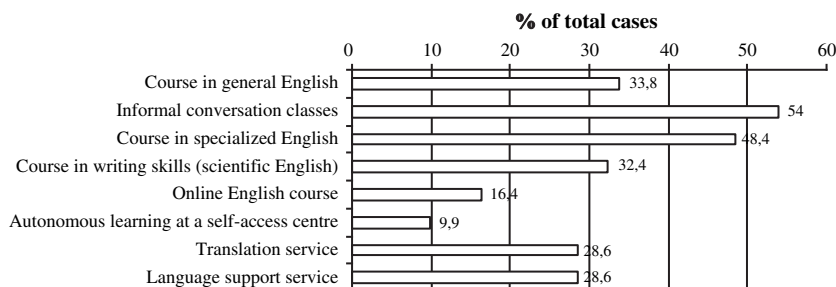 % of total cases
0 10 20 30 40 50 60
Course in general English 33,8
Informal conversation classes 54
Course in specialized English 48,4
Course in writing skills (scientific English) 32,4
Online English course 16,4
Autonomous learning at a self-access centre 9,9
Translation service 28,6
Language support service 28,6